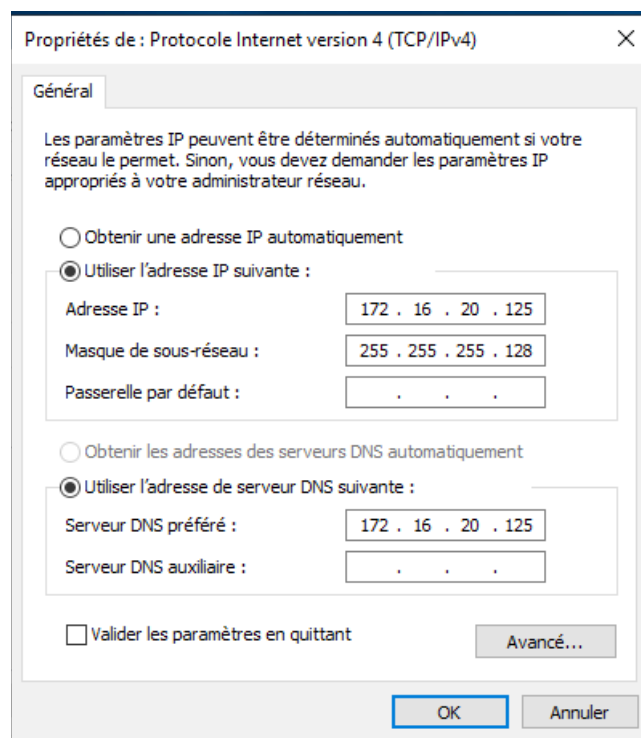 Propriétés de : Protocole Internet version 4 (TCP/IPv4)
Général
Les paramètres IP peuvent être déterminés automatiquement si votre
réseau le permet. Sinon, vous devez demander les paramètres IP
appropriés à votre administrateur réseau.
Obtenir une adresse IP automatiquement
Utiliser l'adresse IP suivante :
Adresse IP : 172 . 16 . 20 . 125
Masque de sous-réseau : 255 . 255 . 255 . 128
Passerelle par défaut : . . .
Obtenir les adresses des serveurs DNS automatiquement
Utiliser l'adresse de serveur DNS suivante :
Serveur DNS préféré : 172 . 16 . 20 . 125
Serveur DNS auxiliaire : . . .
Valider les paramètres en quittant
Avancé...
OK Annuler